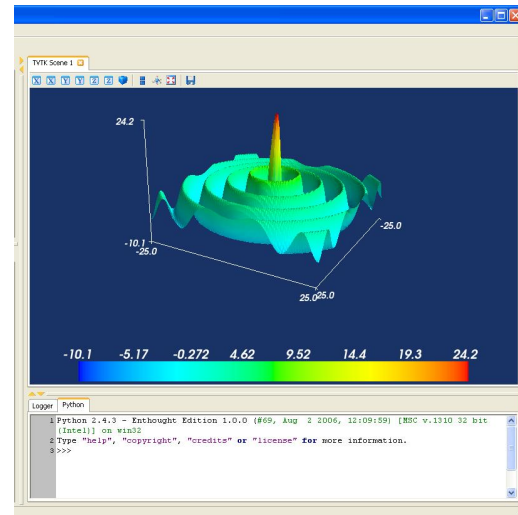 TVTK Scene 1
X X Y Y Z Z
24.2
-10.1
-25.0
-25.0
25.0
25.0
-10.1 -5.17 -0.272 4.62 9.52 14.4 19.3 24.2
Logger Python
1 Python 2.4.3 - Enthought Edition 1.0.0 (#69, Aug 2 2006, 12:09:59) [MSC v.1310 32 bit
(Intel)] on win32
2 Type "help", "copyright", "credits" or "license" for more information.
3 >>>